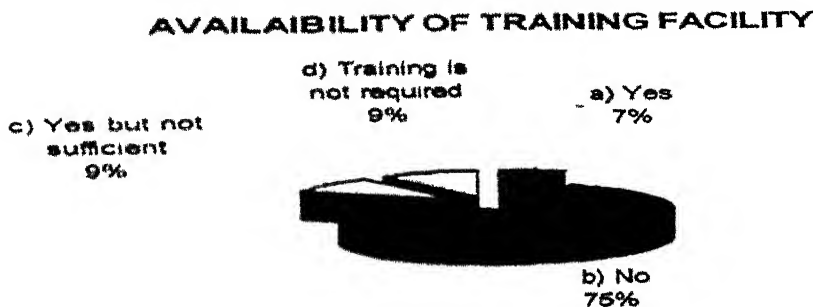 AVAILAIBILITY OF TRAINING FACILITY
d) Training is
not required
9%
a) Yes
7%
c) Yes but not
sufficient
9%
b) No
75%